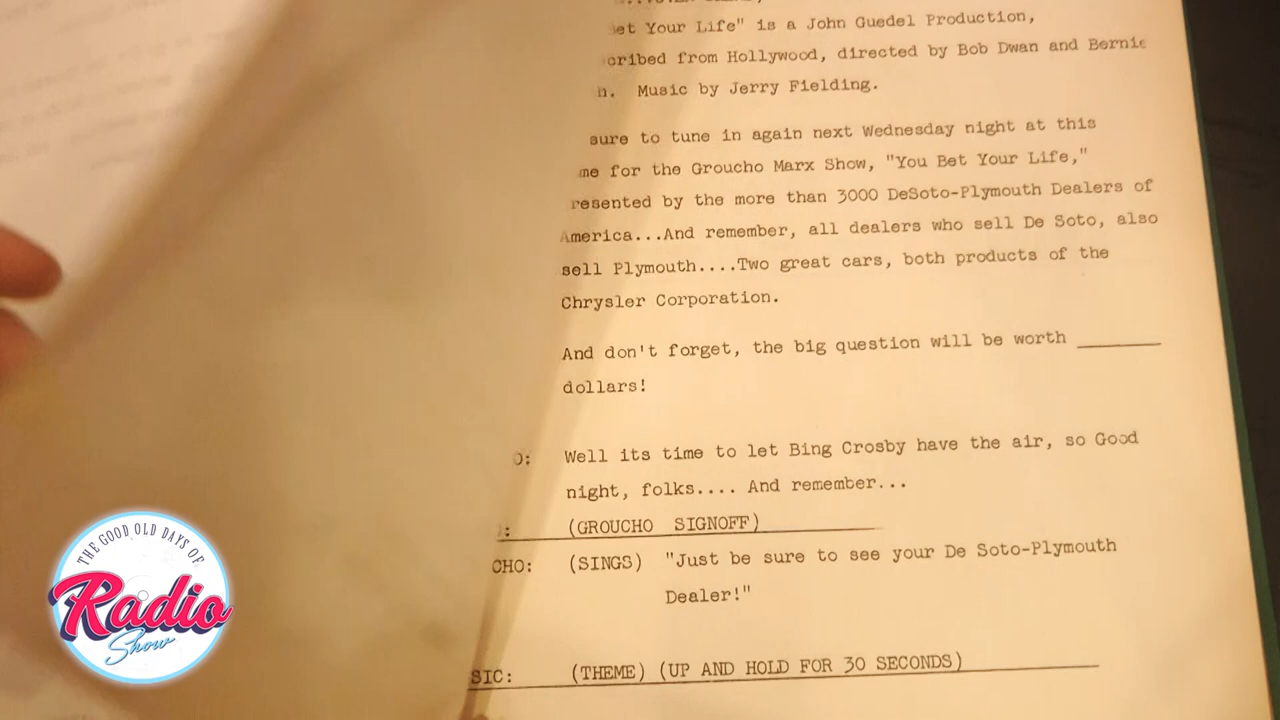 et Your Life" is a John Guedel Production,
cribed from Hollywood, directed by Bob Dwan and Bernie
n. Music by Jerry Fielding.
sure to tune in again next Wednesday night at this
me for the Groucho Marx Show, "You Bet Your Life,"
resented by the more than 3000 DeSoto-Plymouth Dealers of
America...And remember, all dealers who sell De Soto, also
sell Plymouth....Two great cars, both products of the
Chrysler Corporation.
And don't forget, the big question will be worth ________
dollars!
O: Well its time to let Bing Crosby have the air, so Good
night, folks.... And remember...
: (GROUCHO SIGNOFF)
CHO: (SINGS) "Just be sure to see your De Soto-Plymouth
Dealer!"
SIC: (THEME) (UP AND HOLD FOR 30 SECONDS)
THE GOOD OLD DAYS OF
Radio
Show